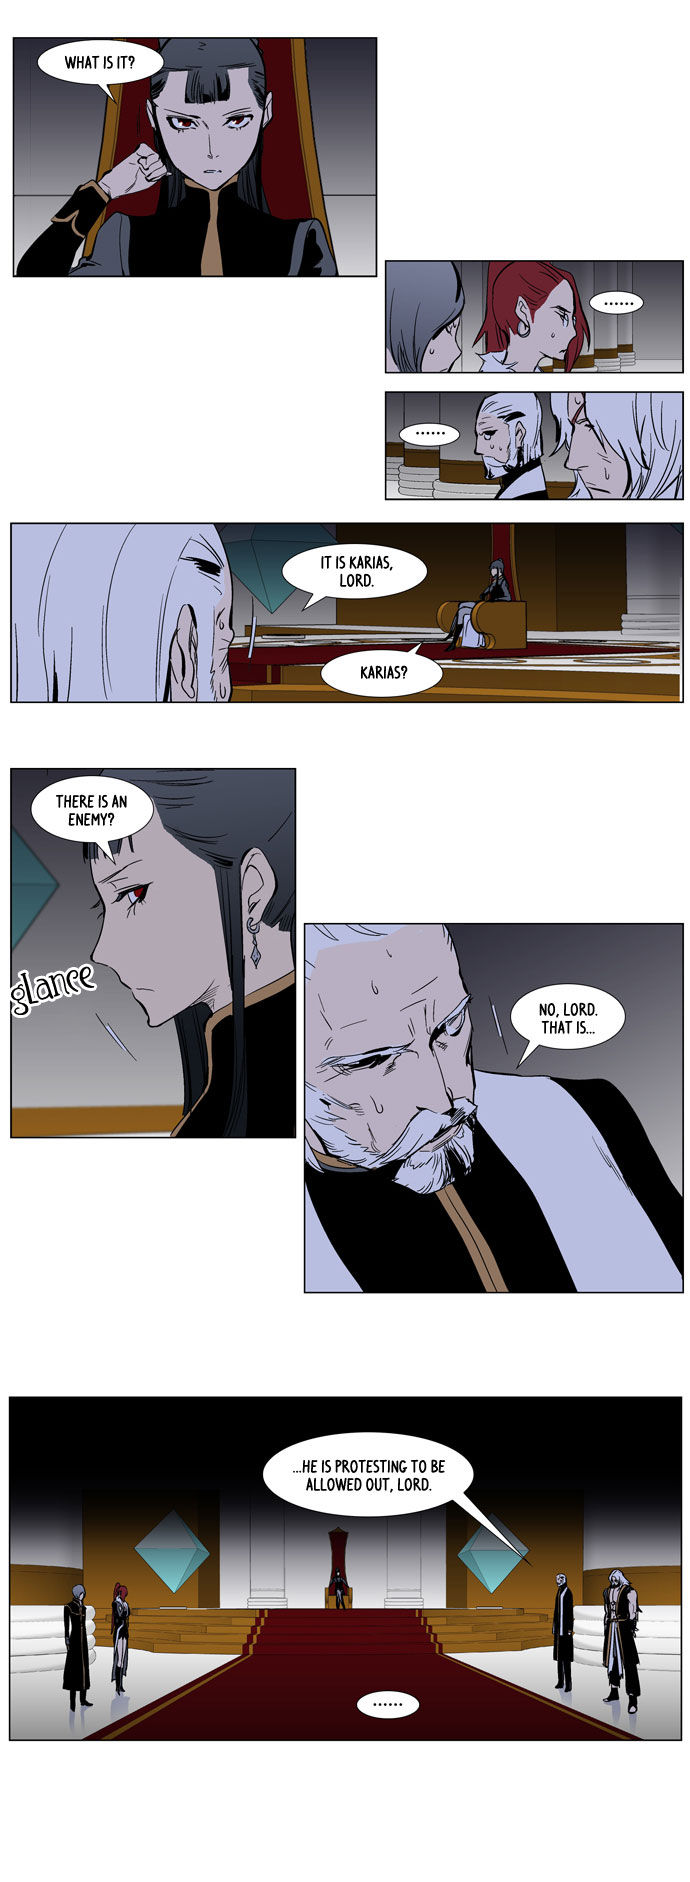 WHAT IS IT?
......
......
IT IS KARIAS,
LORD.
KARIAS?
THERE IS AN
ENEMY?
GLANCE
NO, LORD.
THAT IS...
...HE IS PROTESTING TO BE
ALLOWED OUT, LORD.
......